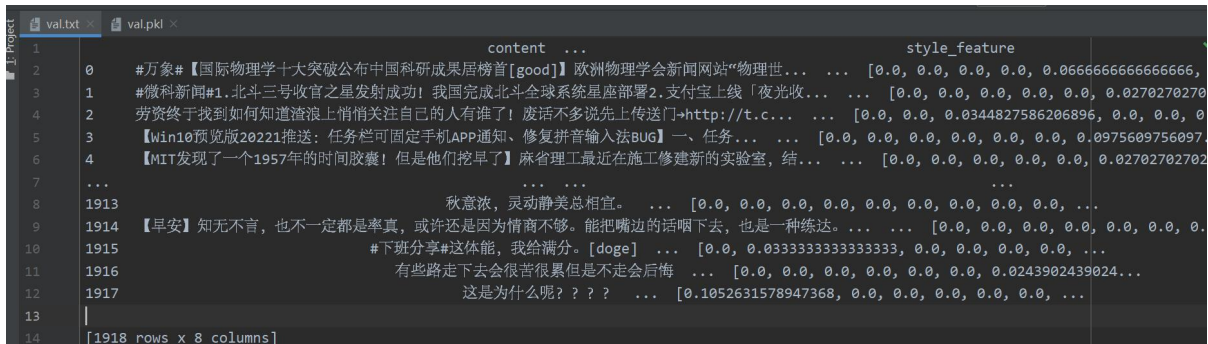 val.txt × val.pkl ×
1: Project
1 content ... style_feature
2 0 #万象#【国际物理学十大突破公布中国科研成果居榜首[good]】欧洲物理学会新闻网站“物理世... ... [0.0, 0.0, 0.0, 0.0, 0.0666666666666666,
3 1 #微科新闻#1.北斗三号收官之星发射成功！我国完成北斗全球系统星座部署2.支付宝上线「夜光收... ... [0.0, 0.0, 0.0, 0.0, 0.0270270270
4 2 劳资终于找到如何知道渣浪上悄悄关注自己的人有谁了！废话不多说先上传送门→http://t.c... ... [0.0, 0.0, 0.0344827586206896, 0.0, 0.0, 0
5 3 【Win10预览版20221推送：任务栏可固定手机APP通知、修复拼音输入法BUG】一、任务... ... [0.0, 0.0, 0.0, 0.0, 0.0, 0.0975609756097.
6 4 【MIT发现了一个1957年的时间胶囊！但是他们挖早了】麻省理工最近在施工修建新的实验室，结... ... [0.0, 0.0, 0.0, 0.0, 0.0, 0.02702702702
7 ... ... ... ...
8 1913 秋意浓，灵动静美总相宜。 ... [0.0, 0.0, 0.0, 0.0, 0.0, 0.0, 0.0, 0.0, ...
9 1914 【早安】知无不言，也不一定都是率真，或许还是因为情商不够。能把嘴边的话咽下去，也是一种练达。... ... [0.0, 0.0, 0.0, 0.0, 0.0, 0.0, 0.
10 1915 #下班分享#这体能，我给满分。[doge] ... [0.0, 0.0333333333333333, 0.0, 0.0, 0.0, 0.0, ...
11 1916 有些路走下去会很苦很累但是不走会后悔 ... [0.0, 0.0, 0.0, 0.0, 0.0, 0.0, 0.0243902439024...
12 1917 这是为什么呢？？？？ ... [0.1052631578947368, 0.0, 0.0, 0.0, 0.0, ...
13
14 [1918 rows x 8 columns]